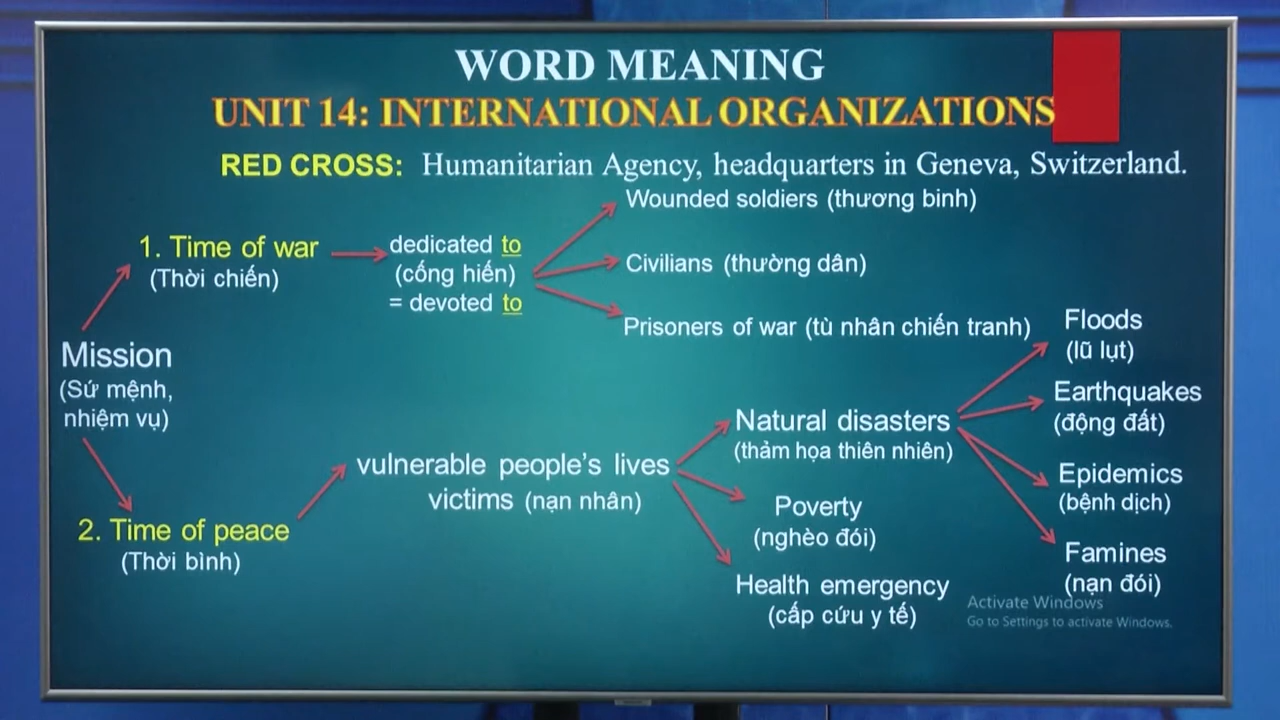 WORD MEANING
UNIT 14: INTERNATIONAL ORGANIZATIONS
RED CROSS: Humanitarian Agency, headquarters in Geneva, Switzerland.
Mission
(Sứ mệnh,
nhiệm vụ)
1. Time of war
(Thời chiến)
dedicated to
(cống hiến)
= devoted to
Wounded soldiers (thương binh)
Civilians (thường dân)
Prisoners of war (tù nhân chiến tranh)
2. Time of peace
(Thời bình)
vulnerable people's lives
victims (nạn nhân)
Natural disasters
(thảm họa thiên nhiên)
Floods
(lũ lụt)
Earthquakes
(động đất)
Epidemics
(bệnh dịch)
Famines
(nạn đói)
Poverty
(nghèo đói)
Health emergency
(cấp cứu y tế)
Activate Windows
Go to Settings to activate Windows.